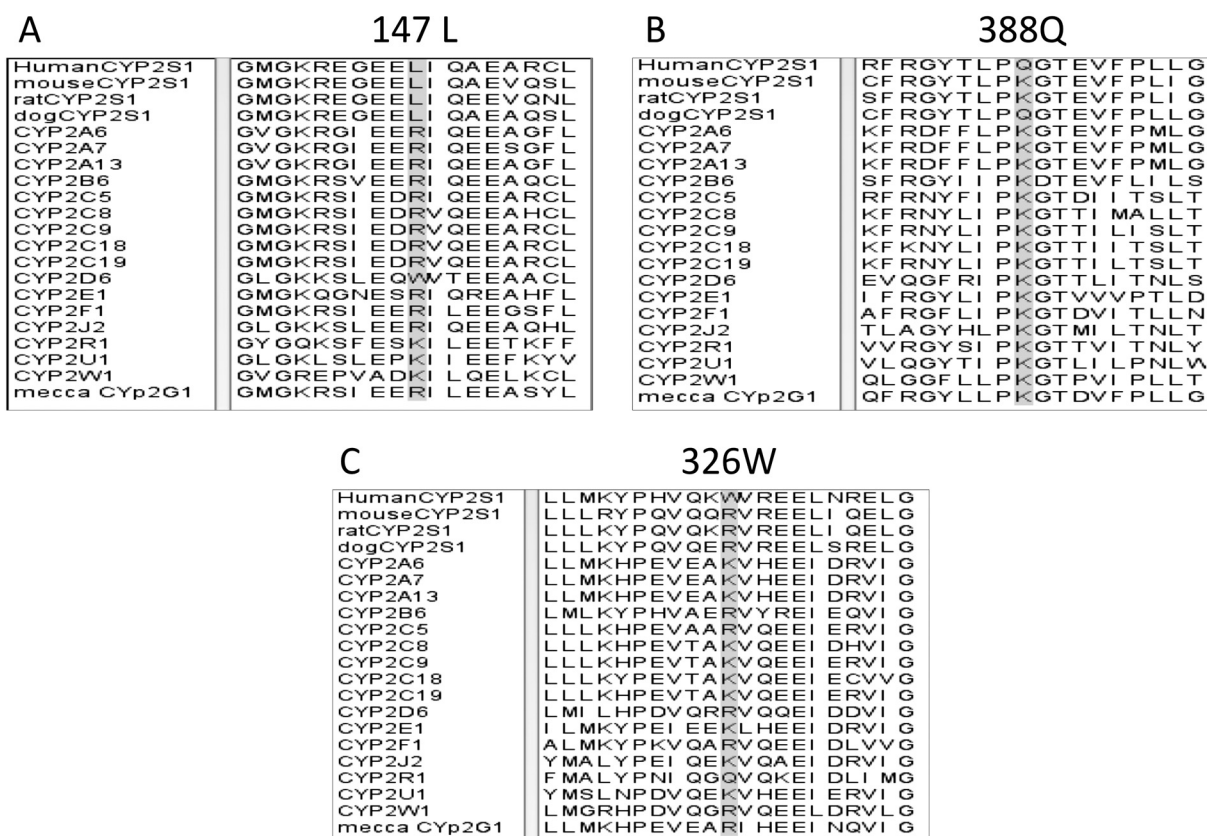 A 147 L
HumanCYP2S1 GMGKREGEELI QAEARCL
mouseCYP2S1 GMGKREGEELI QAEVQSL
ratCYP2S1 GMGKREGEELI QEEVQNL
dogCYP2S1 GMGKREGEELI QAEAQSL
CYP2A6 GVGKRGI EERI QEEAGFL
CYP2A7 GVGKRGI EERI QEESGFL
CYP2A13 GVGKRGI EERI QEEAGFL
CYP2B6 GMGKRSVEERI QEEAQCL
CYP2C5 GMGKRSI EDRI QEEARCL
CYP2C8 GMGKRSI EDRVQEEAHCL
CYP2C9 GMGKRSI EDRVQEEARCL
CYP2C18 GMGKRSI EDRVQEEARCL
CYP2C19 GMGKRSI EDRVQEEARCL
CYP2D6 GLGKKSLEQWVTEEAACL
CYP2E1 GMGKQGNESRI QREAHFL
CYP2F1 GMGKRSI EERI LEEGSFL
CYP2J2 GLGKKSLEERI QEEAQHL
CYP2R1 GYGQKSFESKI LEETKFF
CYP2U1 GLGKLSLEPKI IEEFKYV
CYP2W1 GVGREPVADKI LQELKCL
mecca CYp2G1 GMGKRSI EERI LEEASYL
B 388Q
HumanCYP2S1 RFRGYTLPQGTEVFPLLG
mouseCYP2S1 CFRGYTLPKGTEVFPLI G
ratCYP2S1 SFRGYTLPKGTEVFPLI G
dogCYP2S1 CFRGYTLPQGTEVFPLLG
CYP2A6 KFRDFFLPKGTEVFPMLG
CYP2A7 KFRDFFLPKGTEVFPMLG
CYP2A13 KFRDFFLPKGTEVFPMLG
CYP2B6 SFRGYI I PKDTEVFLI LS
CYP2C5 RFRNYFI PKGTDI I TSLT
CYP2C8 KFRNYLI PKGTTI MALLT
CYP2C9 KFRNYLI PKGTTI LI SLT
CYP2C18 KFKNYLI PKGTTI I TSLT
CYP2C19 KFRNYLI PKGTTI LTSLT
CYP2D6 EVQGFRI PKGTTLI TNLS
CYP2E1 I FRGYLI PKGTVVVPTLD
CYP2F1 AFRGFLI PKGTDVI TLLN
CYP2J2 TLAGYHLPKGTMI LTNLT
CYP2R1 VVRGYSI PKGTTVI TNLY
CYP2U1 VLQGYTI PKGTLI LPNLW
CYP2W1 QLGGFLLPKGTPVI PLLT
mecca CYp2G1 QFRGYLLPKGTDVFPLLG
C 326W
HumanCYP2S1 LLMKYPHVQKWVREELNRELG
mouseCYP2S1 LLLRYPQVQQRVREELI QELG
ratCYP2S1 LLLKYPQVQKRVREELI QELG
dogCYP2S1 LLLKYPQVQERVREELSRELG
CYP2A6 LLMKHPEVEAKVHEEI DRVI G
CYP2A7 LLMKHPEVEAKVHEEI DRVI G
CYP2A13 LLMKHPEVEAKVHEEI DRVI G
CYP2B6 LMLKYPHVAERVYREI EQVI G
CYP2C5 LLLKHPEVAARVQEEI ERVI G
CYP2C8 LLLKHPEVTAKVQEEI DHVI G
CYP2C9 LLLKHPEVTAKVQEEI ERVI G
CYP2C18 LLLKYPEVTAKVQEEI ECVVG
CYP2C19 LLLKHPEVTAKVQEEI ERVI G
CYP2D6 LMI LHPDVQRRVQQEI DDVI G
CYP2E1 I LMKYPEI EEKLHEEI DRVI G
CYP2F1 ALMKYPKVQARVQEEI DLVVG
CYP2J2 YMALYPEI QEKVQAEI DRVI G
CYP2R1 FMALYPNI QGQVQKEI DLI MG
CYP2U1 YMSLNPDVQEKVHEEI ERVI G
CYP2W1 LMGRHPDVQGRVQEELDRVLG
mecca CYp2G1 LLMKHPEVEARI HEEI NQVI G